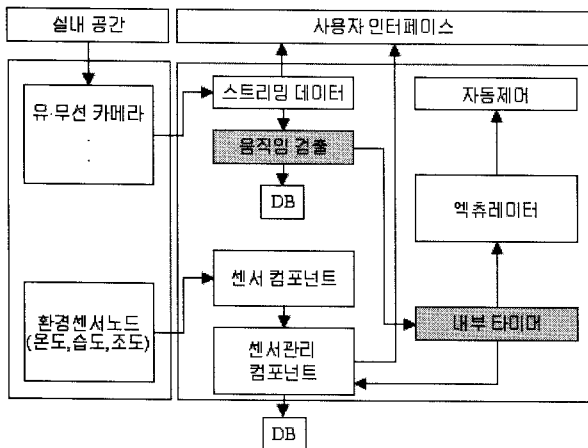 실내 공간
사용자 인터페이스
유·무선 카메라
.
.
스트리밍 데이터
자동제어
움직임 검출
DB
엑츄레이터
센서 컴포넌트
환경센서노드
(온도,습도,조도)
내부 타이머
센서관리
컴포넌트
DB